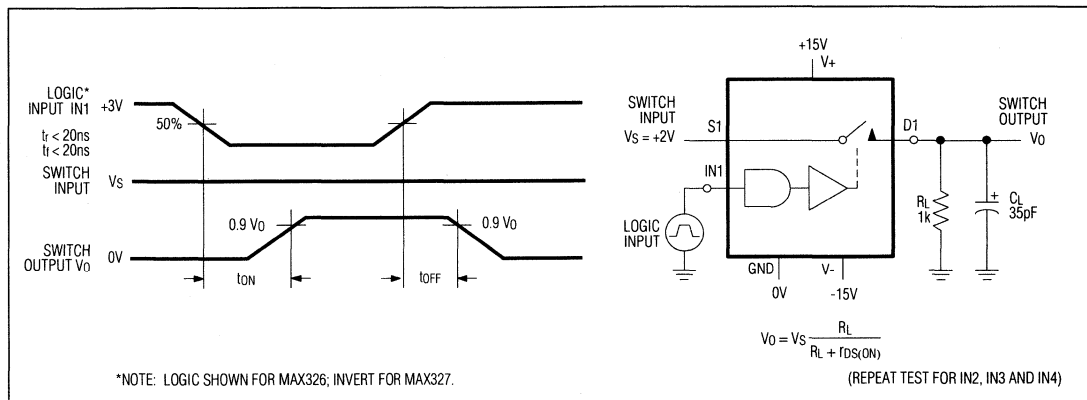 LOGIC*
INPUT IN1 +3V
50%
tr < 20ns
tf < 20ns
SWITCH
INPUT VS
0.9 VO
0.9 VO
SWITCH
OUTPUT VO 0V
tON
tOFF
*NOTE: LOGIC SHOWN FOR MAX326; INVERT FOR MAX327.
+15V
V+
SWITCH
INPUT
VS = +2V
S1
D1
SWITCH
OUTPUT
VO
IN1
LOGIC
INPUT
RL
1k
+
CL
35pF
GND
0V
V-
-15V
VO = VS RL
RL + rDS(ON)
(REPEAT TEST FOR IN2, IN3 AND IN4)